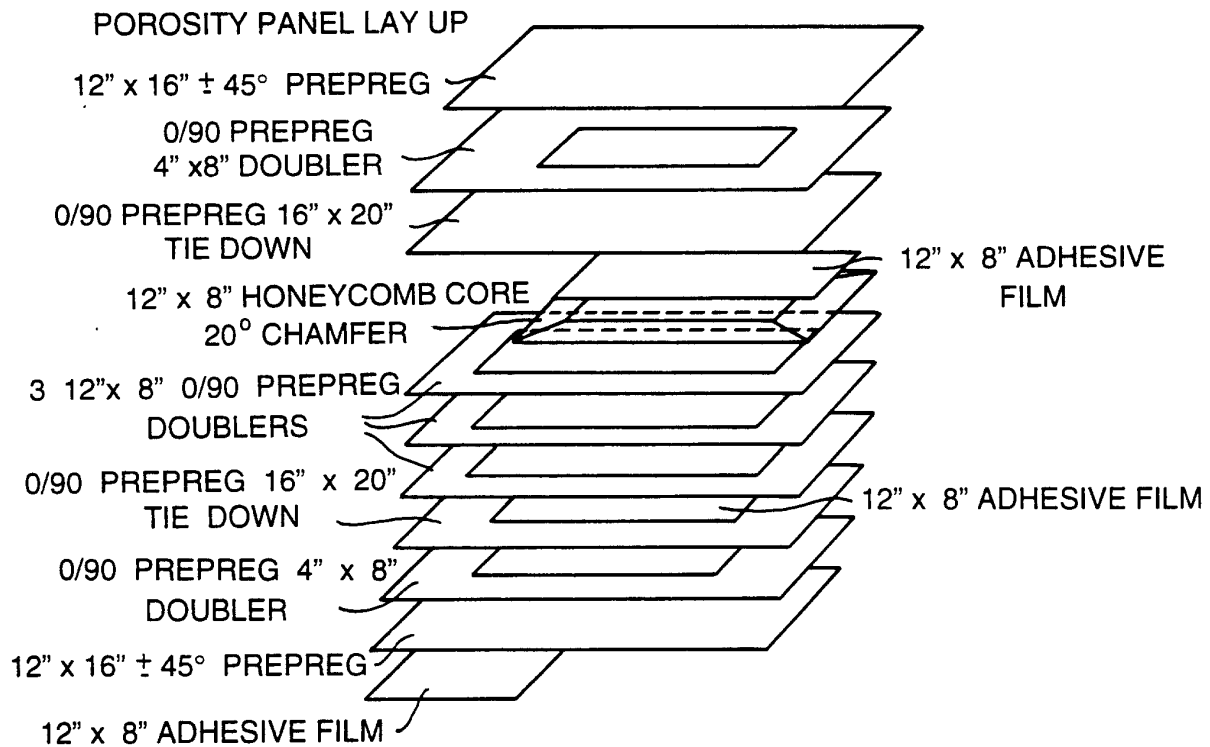 POROSITY PANEL LAY UP
12” x 16” ± 45° PREPREG
0/90 PREPREG
4” x8” DOUBLER
0/90 PREPREG 16” x 20”
TIE DOWN
12” x 8” ADHESIVE
FILM
12” x 8” HONEYCOMB CORE
20° CHAMFER
3 12”x 8” 0/90 PREPREG
DOUBLERS
0/90 PREPREG 16” x 20”
TIE DOWN
12” x 8” ADHESIVE FILM
0/90 PREPREG 4” x 8”
DOUBLER
12” x 16” ± 45° PREPREG
12” x 8” ADHESIVE FILM